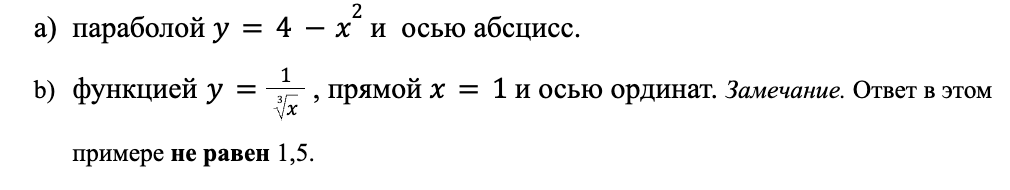 a) параболой y = 4 − x² и осью абсцисс.
b) функцией y = 1/∛x , прямой x = 1 и осью ординат. Замечание. Ответ в этом
примере не равен 1,5.